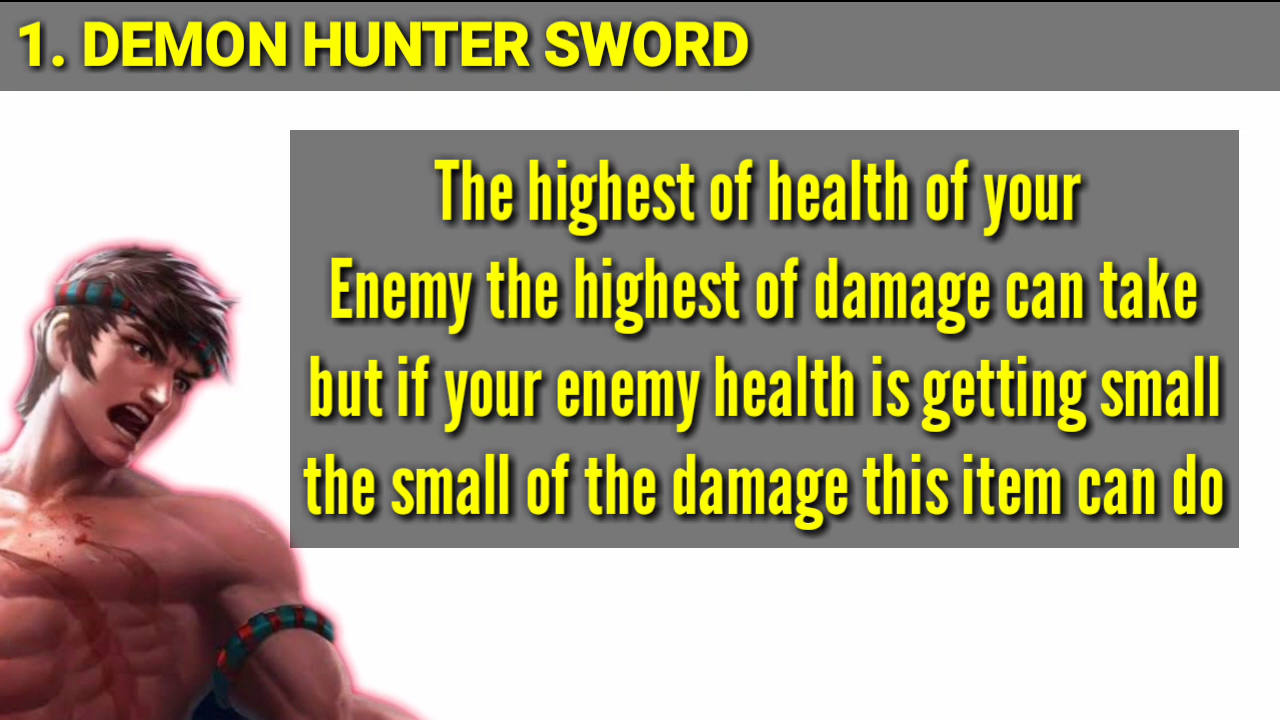 1. DEMON HUNTER SWORD
The highest of health of your
Enemy the highest of damage can take
but if your enemy health is getting small
the small of the damage this item can do